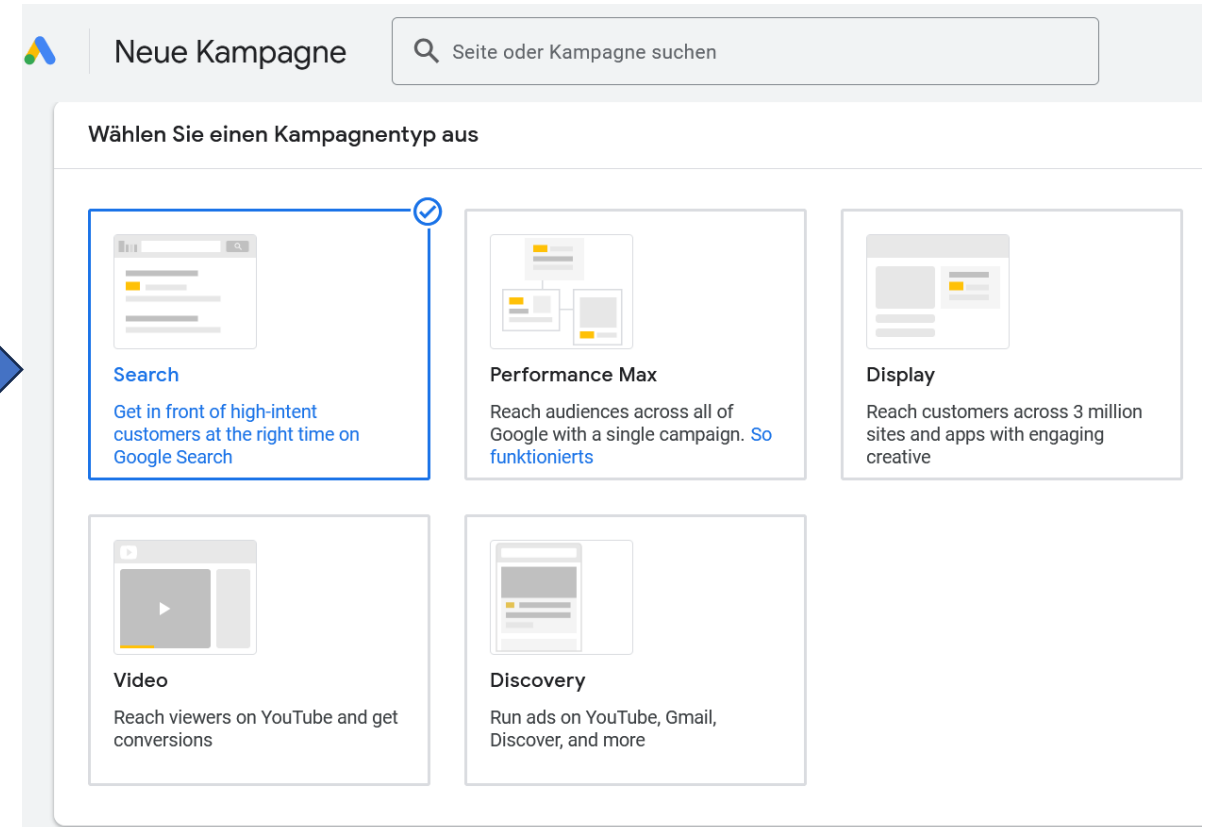 Neue Kampagne
Seite oder Kampagne suchen
Wählen Sie einen Kampagnentyp aus
Search
Get in front of high-intent
customers at the right time on
Google Search
Performance Max
Reach audiences across all of
Google with a single campaign. So
funktionierts
Display
Reach customers across 3 million
sites and apps with engaging
creative
Video
Reach viewers on YouTube and get
conversions
Discovery
Run ads on YouTube, Gmail,
Discover, and more